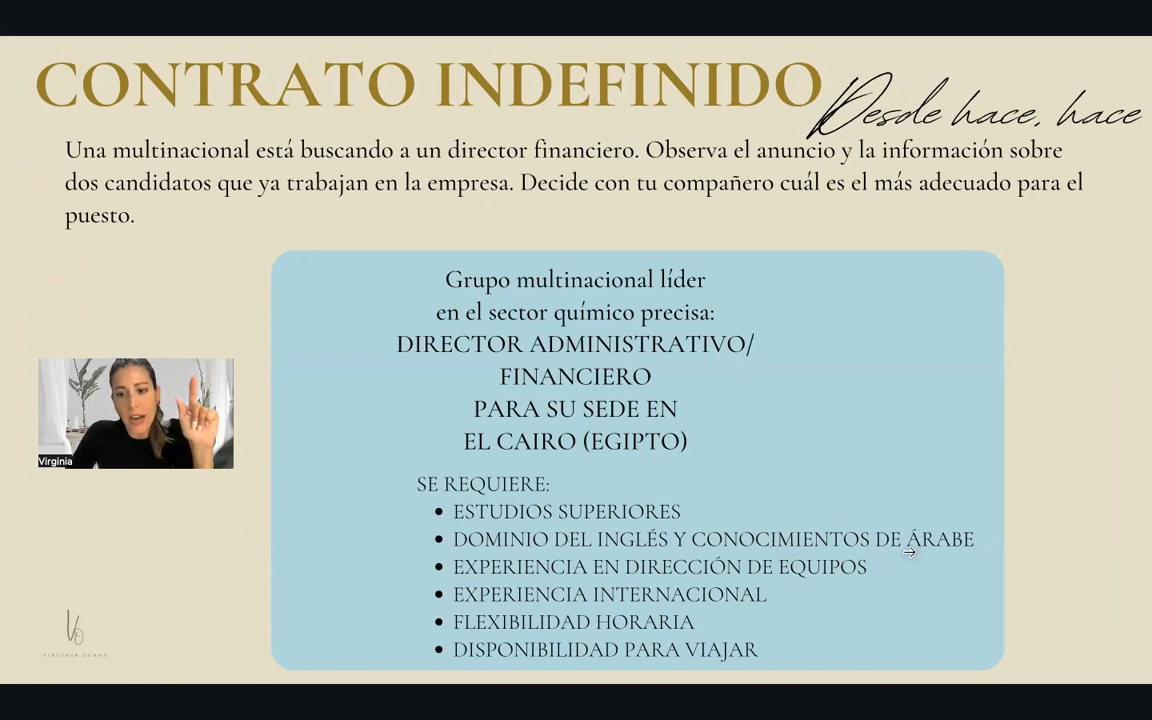 CONTRATO INDEFINIDO
Desde hace, hace
Una multinacional está buscando a un director financiero. Observa el anuncio y la información sobre
dos candidatos que ya trabajan en la empresa. Decide con tu compañero cuál es el más adecuado para el
puesto.
Grupo multinacional líder
en el sector químico precisa:
DIRECTOR ADMINISTRATIVO/
FINANCIERO
PARA SU SEDE EN
EL CAIRO (EGIPTO)
SE REQUIERE:
• ESTUDIOS SUPERIORES
• DOMINIO DEL INGLÉS Y CONOCIMIENTOS DE ÁRABE
• EXPERIENCIA EN DIRECCIÓN DE EQUIPOS
• EXPERIENCIA INTERNACIONAL
• FLEXIBILIDAD HORARIA
• DISPONIBILIDAD PARA VIAJAR
Virginia
VO
VIRGINIA OCAÑA